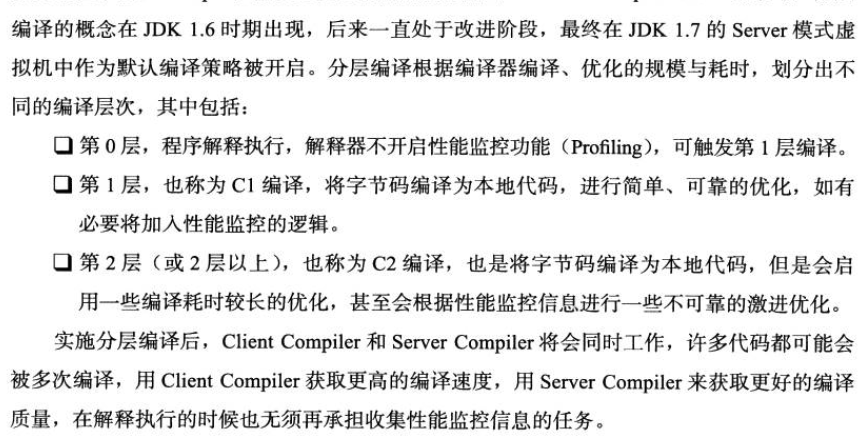 编译的概念在 JDK 1.6 时期出现，后来一直处于改进阶段，最终在 JDK 1.7 的 Server 模式虚
拟机中作为默认编译策略被开启。分层编译根据编译器编译、优化的规模与耗时，划分出不
同的编译层次，其中包括：
❏ 第 0 层，程序解释执行，解释器不开启性能监控功能（Profiling），可触发第 1 层编译。
❏ 第 1 层，也称为 C1 编译，将字节码编译为本地代码，进行简单、可靠的优化，如有
必要将加入性能监控的逻辑。
❏ 第 2 层（或 2 层以上），也称为 C2 编译，也是将字节码编译为本地代码，但是会启
用一些编译耗时较长的优化，甚至会根据性能监控信息进行一些不可靠的激进优化。
实施分层编译后，Client Compiler 和 Server Compiler 将会同时工作，许多代码都可能会
被多次编译，用 Client Compiler 获取更高的编译速度，用 Server Compiler 来获取更好的编译
质量，在解释执行的时候也无须再承担收集性能监控信息的任务。